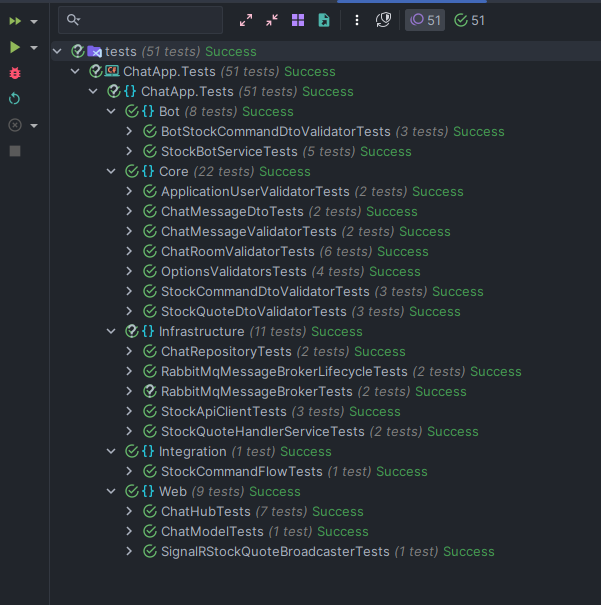 51 51
tests (51 tests) Success
C# ChatApp.Tests (51 tests) Success
{} ChatApp.Tests (51 tests) Success
{} Bot (8 tests) Success
BotStockCommandDtoValidatorTests (3 tests) Success
StockBotServiceTests (5 tests) Success
{} Core (22 tests) Success
ApplicationUserValidatorTests (2 tests) Success
ChatMessageDtoTests (2 tests) Success
ChatMessageValidatorTests (2 tests) Success
ChatRoomValidatorTests (6 tests) Success
OptionsValidatorsTests (4 tests) Success
StockCommandDtoValidatorTests (3 tests) Success
StockQuoteDtoValidatorTests (3 tests) Success
{} Infrastructure (11 tests) Success
ChatRepositoryTests (2 tests) Success
RabbitMqMessageBrokerLifecycleTests (2 tests) Success
RabbitMqMessageBrokerTests (2 tests) Success
StockApiClientTests (3 tests) Success
StockQuoteHandlerServiceTests (2 tests) Success
{} Integration (1 test) Success
StockCommandFlowTests (1 test) Success
{} Web (9 tests) Success
ChatHubTests (7 tests) Success
ChatModelTests (1 test) Success
SignalRStockQuoteBroadcasterTests (1 test) Success